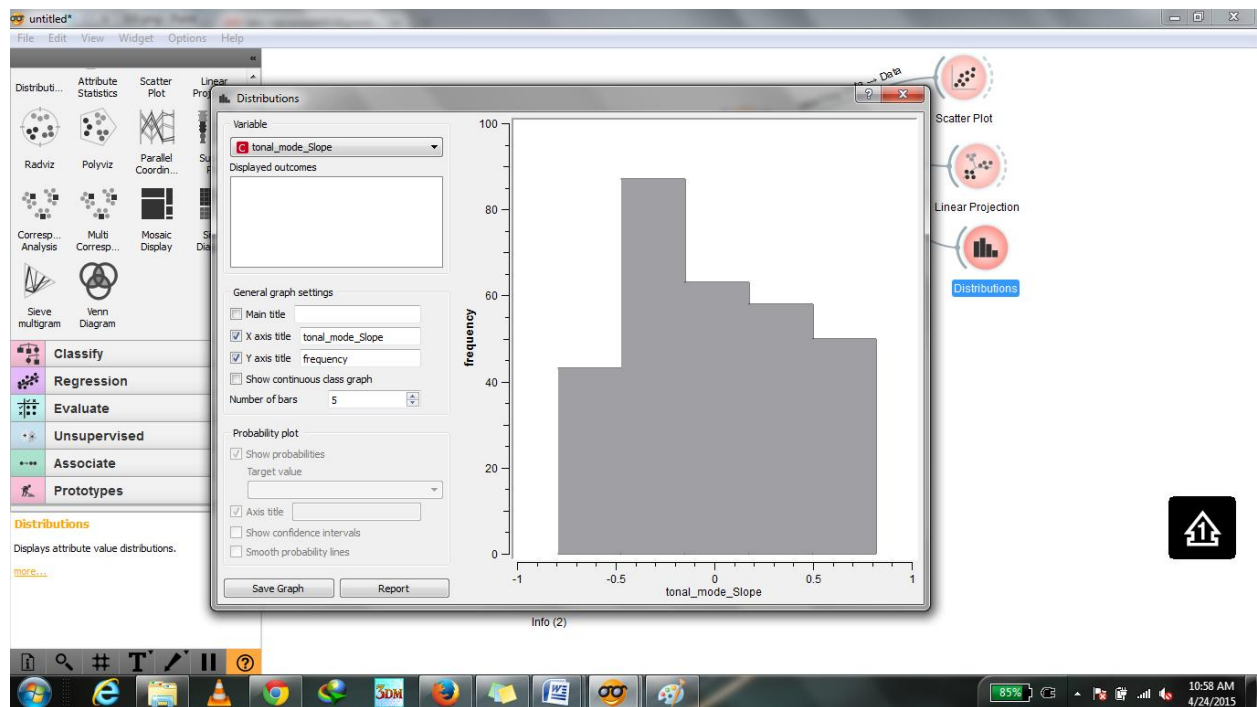 untitled*
File Edit View Widget Options Help
Distributi... Attribute Statistics Scatter Plot Linear
Radviz Polyviz Parallel Coordin...
Corresp... Analysis Multi Corresp... Mosaic Display
Sieve multigram Venn Diagram
Classify
Regression
Evaluate
Unsupervised
Associate
Prototypes
Distributions
Displays attribute value distributions.
more...
Distributions
Variable
C tonal_mode_Slope
Displayed outcomes
General graph settings
Main title
X axis title tonal_mode_Slope
Y axis title frequency
Show continuous class graph
Number of bars 5
Probability plot
Show probabilities
Target value
Axis title
Show confidence intervals
Smooth probability lines
Save Graph Report
100
80
60
40
20
0
frequency
-1 -0.5 0 0.5 1
tonal_mode_Slope
Data
Scatter Plot
Linear Projection
Distributions
Info (2)
1
3DM
85%
10:58 AM
4/24/2015